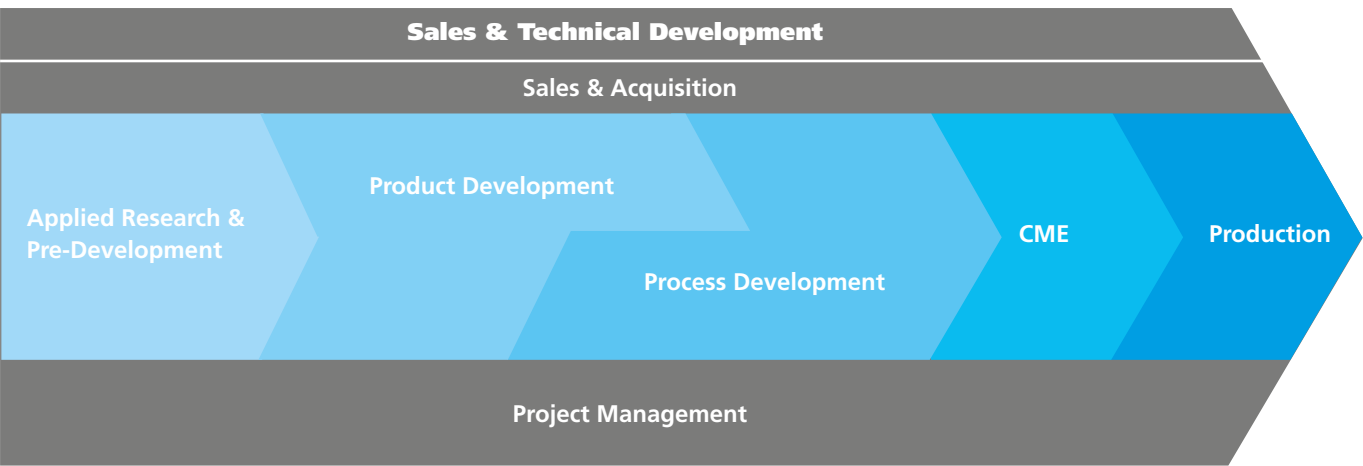 Sales & Technical Development
Sales & Acquisition
Applied Research &
Pre-Development
Product Development
Process Development
CME
Production
Project Management